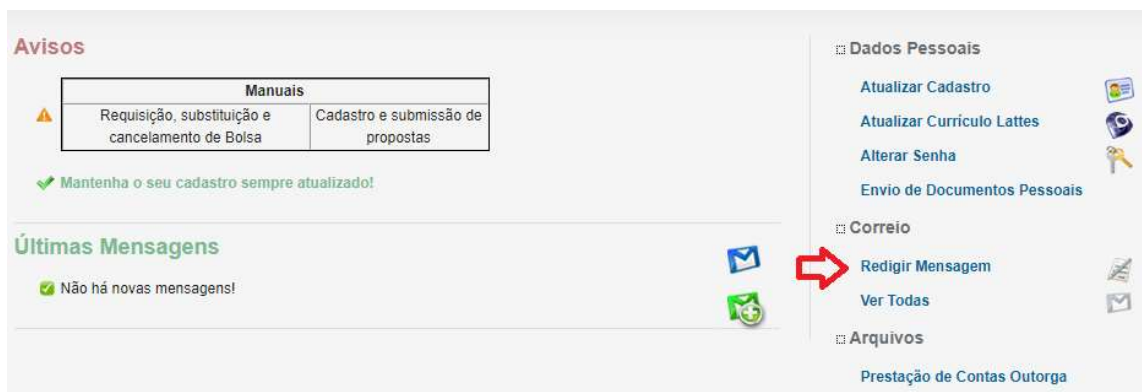 Avisos
Manuais
Requisição, substituição e
cancelamento de Bolsa
Cadastro e submissão de
propostas
Mantenha o seu cadastro sempre atualizado!
Últimas Mensagens
Não há novas mensagens!
Dados Pessoais
Atualizar Cadastro
Atualizar Currículo Lattes
Alterar Senha
Envio de Documentos Pessoais
Correio
Redigir Mensagem
Ver Todas
Arquivos
Prestação de Contas Outorga